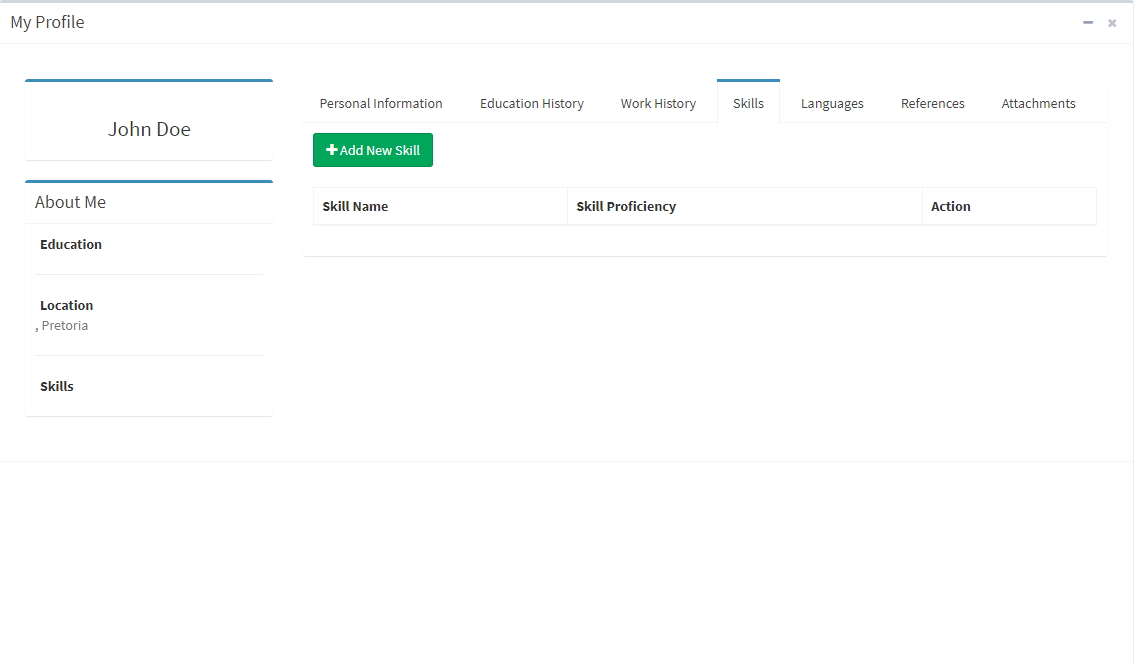 My Profile
John Doe
About Me
Education
Location
, Pretoria
Skills
Personal Information Education History Work History Skills Languages References Attachments
Add New Skill
Skill Name Skill Proficiency Action